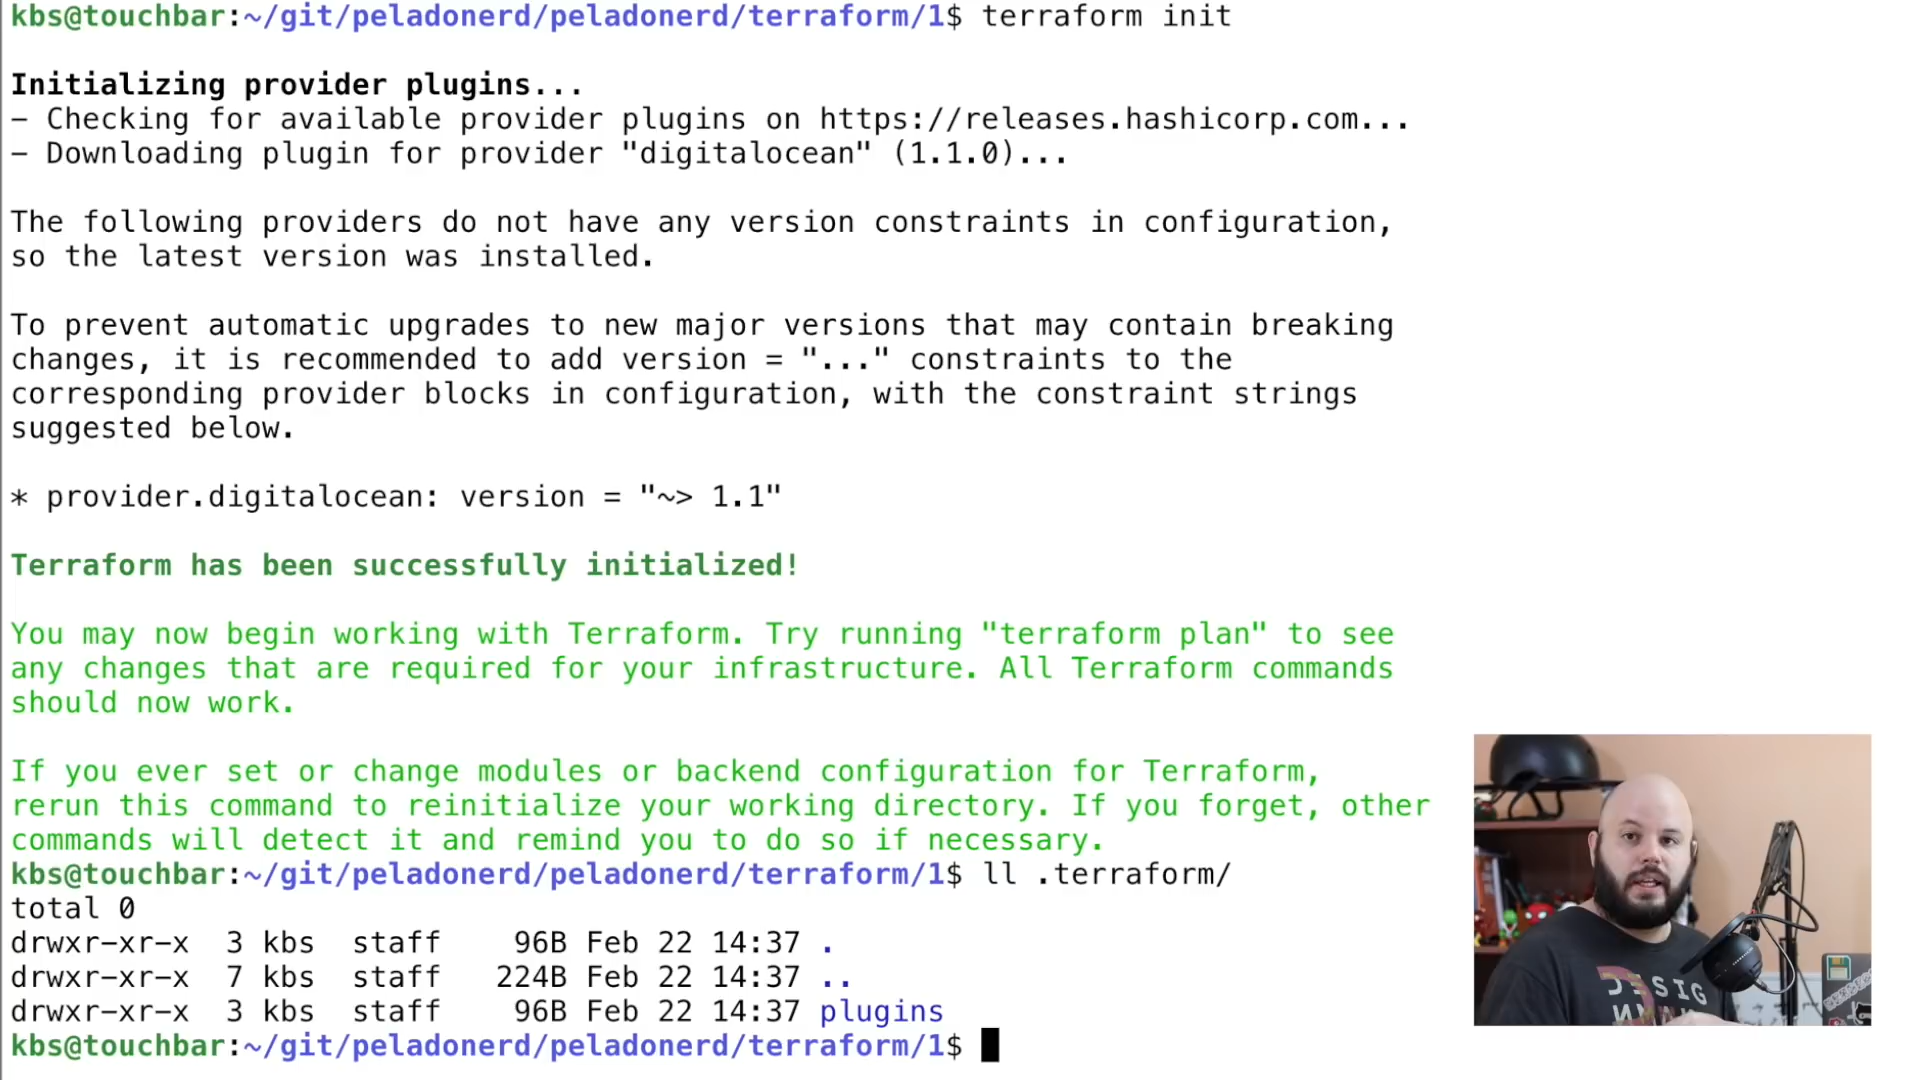 kbs@touchbar:~/git/peladonerd/peladonerd/terraform/1$ terraform init
Initializing provider plugins...
- Checking for available provider plugins on https://releases.hashicorp.com...
- Downloading plugin for provider "digitalocean" (1.1.0)...
The following providers do not have any version constraints in configuration,
so the latest version was installed.
To prevent automatic upgrades to new major versions that may contain breaking
changes, it is recommended to add version = "..." constraints to the
corresponding provider blocks in configuration, with the constraint strings
suggested below.
* provider.digitalocean: version = "~> 1.1"
Terraform has been successfully initialized!
You may now begin working with Terraform. Try running "terraform plan" to see
any changes that are required for your infrastructure. All Terraform commands
should now work.
If you ever set or change modules or backend configuration for Terraform,
rerun this command to reinitialize your working directory. If you forget, other
commands will detect it and remind you to do so if necessary.
kbs@touchbar:~/git/peladonerd/peladonerd/terraform/1$ ll .terraform/
total 0
drwxr-xr-x 3 kbs staff 96B Feb 22 14:37 .
drwxr-xr-x 7 kbs staff 224B Feb 22 14:37 ..
drwxr-xr-x 3 kbs staff 96B Feb 22 14:37 plugins
kbs@touchbar:~/git/peladonerd/peladonerd/terraform/1$